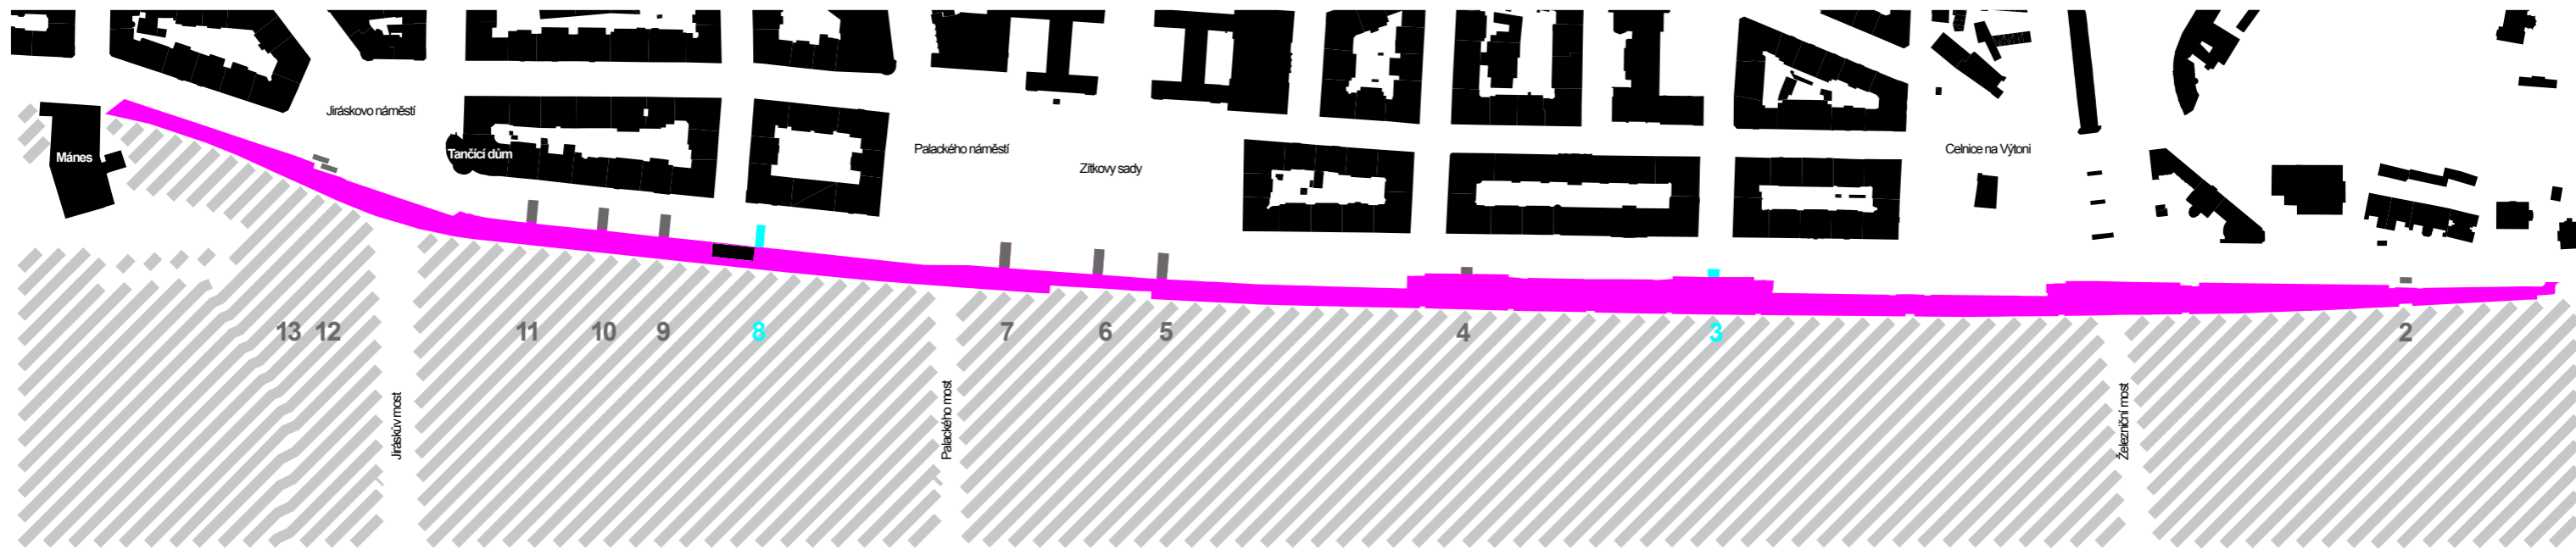 Jiráskovo náměstí
Mánes
Tančící dům
Palackého náměstí
Zítkovy sady
Celnice na Výtoni
13 12 11 10 9 8 7 6 5 4 3 2
Jiráskův most
Palackého most
Železniční most